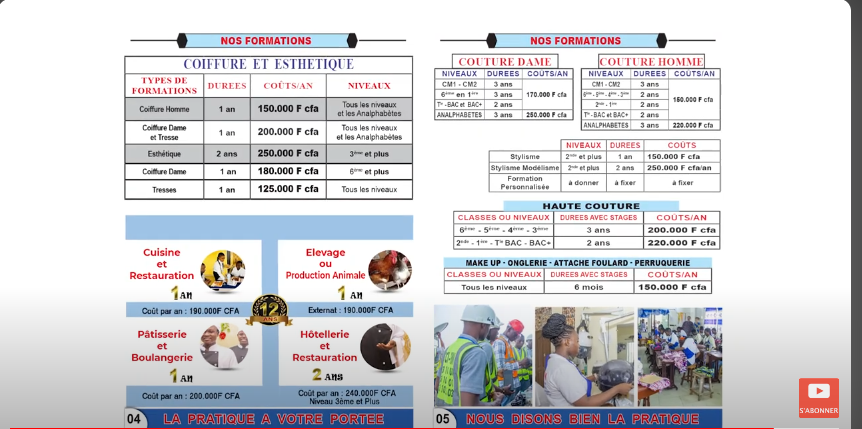 NOS FORMATIONS
COIFFURE ET ESTHETIQUE
TYPES DE FORMATIONS DUREES COÛTS/AN NIVEAUX
Coiffure Homme 1 an 150.000 F cfa Tous les niveaux et les Analphabètes
Coiffure Dame et Tresse 1 an 200.000 F cfa Tous les niveaux et les Analphabètes
Esthétique 2 ans 250.000 F cfa 3ème et plus
Coiffure Dame 1 an 180.000 F cfa 6ème et plus
Tresses 1 an 125.000 F cfa Tous les niveaux
Cuisine
et
Restauration
1 AN
Coût par an : 190.000F CFA
Elevage
ou
Production Animale
1 AN
Externat : 190.000F CFA
12
ANS
Pâtisserie
et
Boulangerie
1 AN
Coût par an : 200.000F CFA
Hôtellerie
et
Restauration
2 ANS
Coût par an : 240.000F CFA
Niveau 3ème et Plus
04 LA PRATIQUE A VOTRE PORTEE
NOS FORMATIONS
COUTURE DAME
NIVEAUX DUREES COÛTS/AN
CM1 - CM2 3 ans 170.000 F cfa
6ème en 1ère 3 ans
Tle - BAC et BAC+ 2 ans
ANALPHABETES 3 ans 250.000 F cfa
COUTURE HOMME
NIVEAUX DUREES COÛTS/AN
CM1 - CM2 3 ans 150.000 F cfa
6ème - 5ème - 4ème - 3ème 2 ans
2nde - 1ère 2 ans
Tle - BAC et BAC+ 2 ans
ANALPHABETES 3 ans 220.000 F cfa
NIVEAUX DUREES COÛTS
Stylisme 2nde et plus 1 an 150.000 F cfa
Stylisme Modélisme 2nde et plus 2 ans 250.000 F cfa/an
Formation Personnalisée à donner à fixer à fixer
HAUTE COUTURE
CLASSES OU NIVEAUX DUREES AVEC STAGES COÛTS/AN
6ème - 5ème - 4ème - 3ème 3 ans 200.000 F cfa
2nde - 1ère - Tle BAC - BAC+ 2 ans 220.000 F cfa
MAKE UP - ONGLERIE - ATTACHE FOULARD - PERRUQUERIE
CLASSES OU NIVEAUX DUREES AVEC STAGES COÛTS/AN
Tous les niveaux 6 mois 150.000 F cfa
05 NOUS DISONS BIEN LA PRATIQUE
S'ABONNER